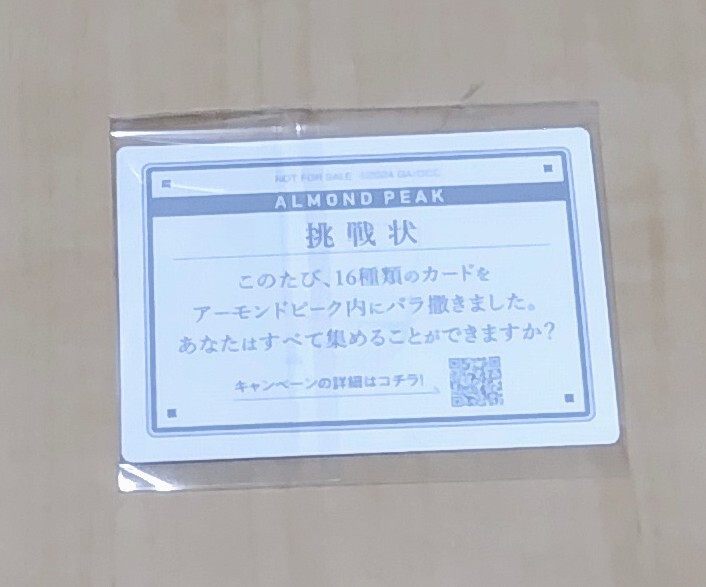 NOT FOR SALE
ALMOND PEAK
挑戦状
このたび、16種類のカードを
アーモンドピーク内にバラ撒きました。
あなたはすべて集めることができますか?
キャンペーンの詳細はコチラ!